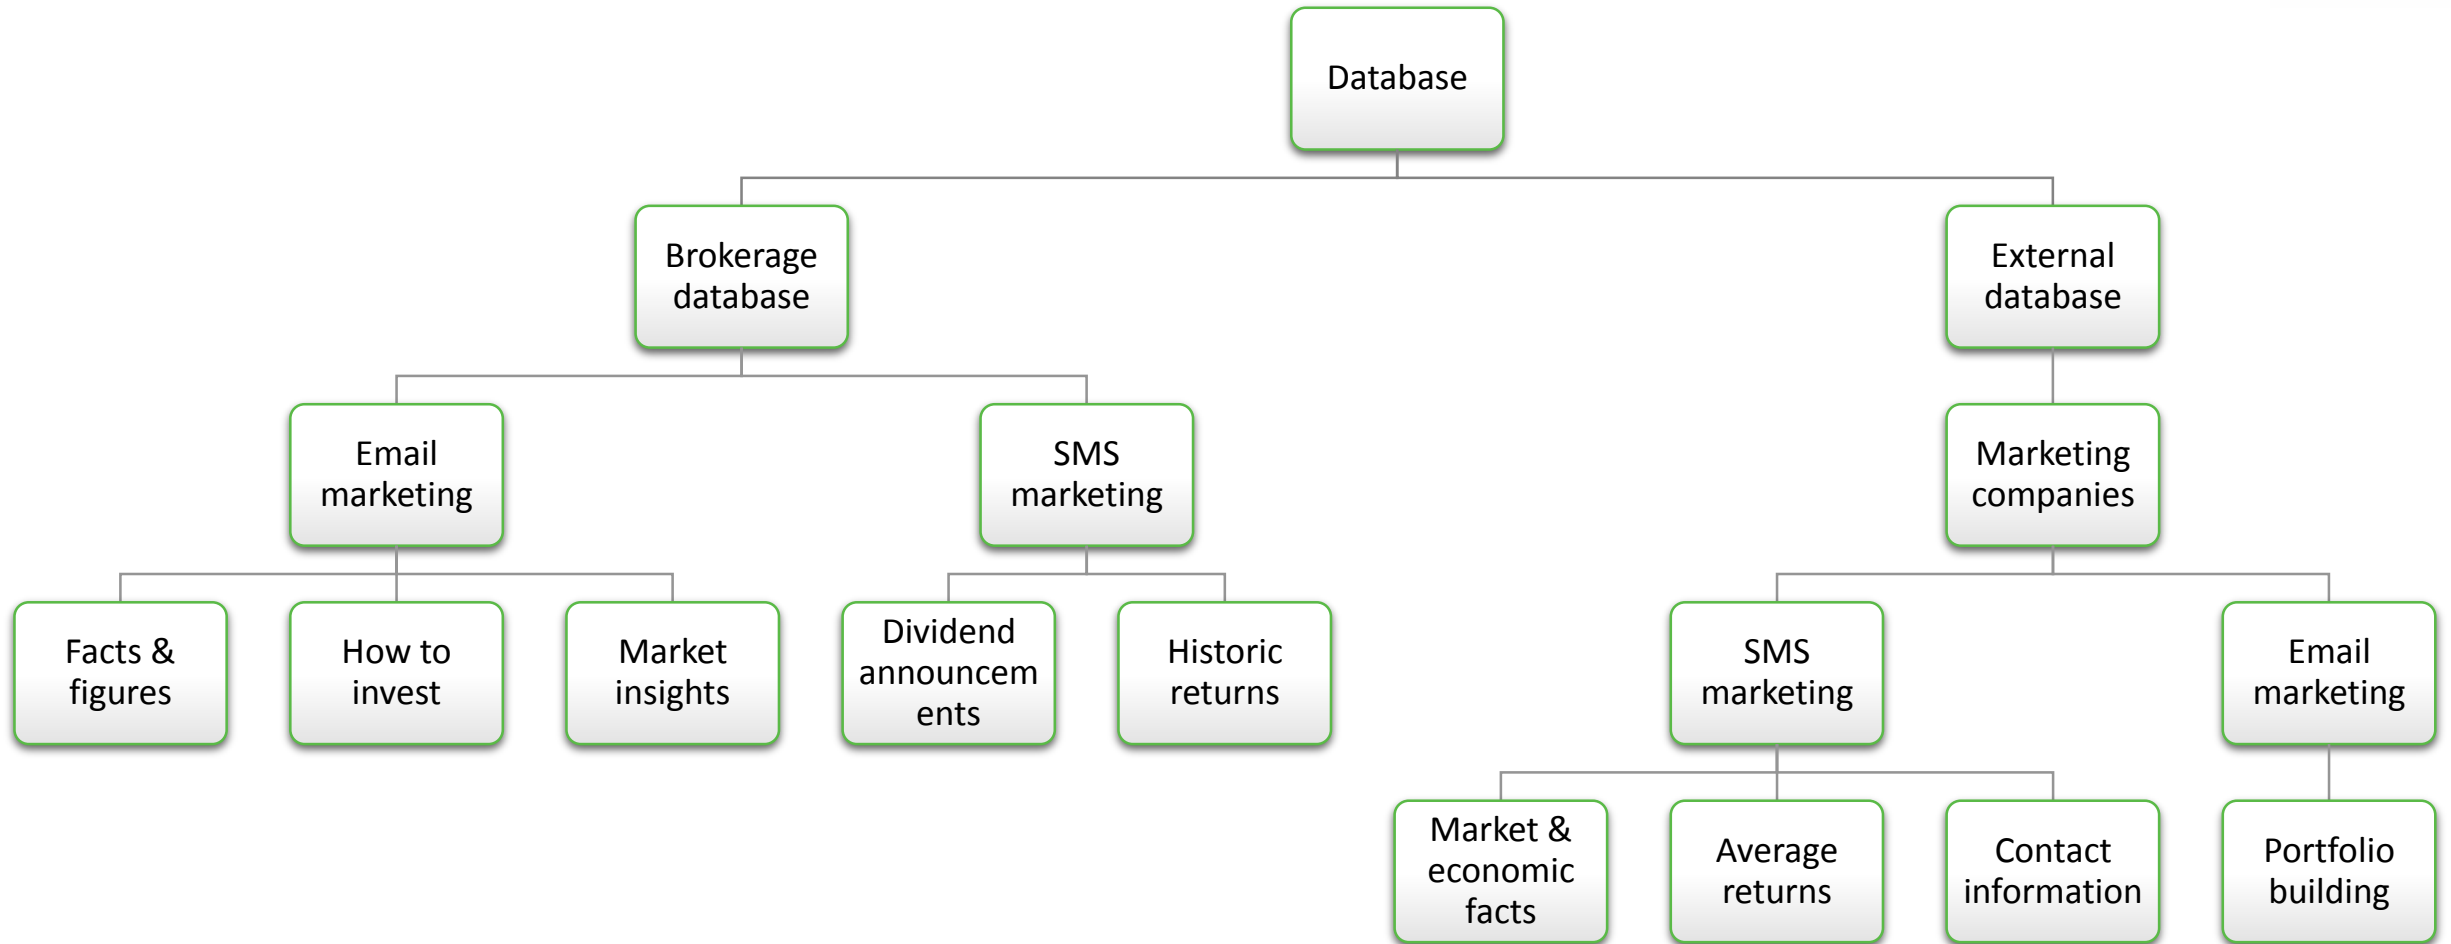 Database
Brokerage
database
External
database
Email
marketing
SMS
marketing
Marketing
companies
Facts &
figures
How to
invest
Market
insights
Dividend
announcem
ents
Historic
returns
SMS
marketing
Email
marketing
Market &
economic
facts
Average
returns
Contact
information
Portfolio
building